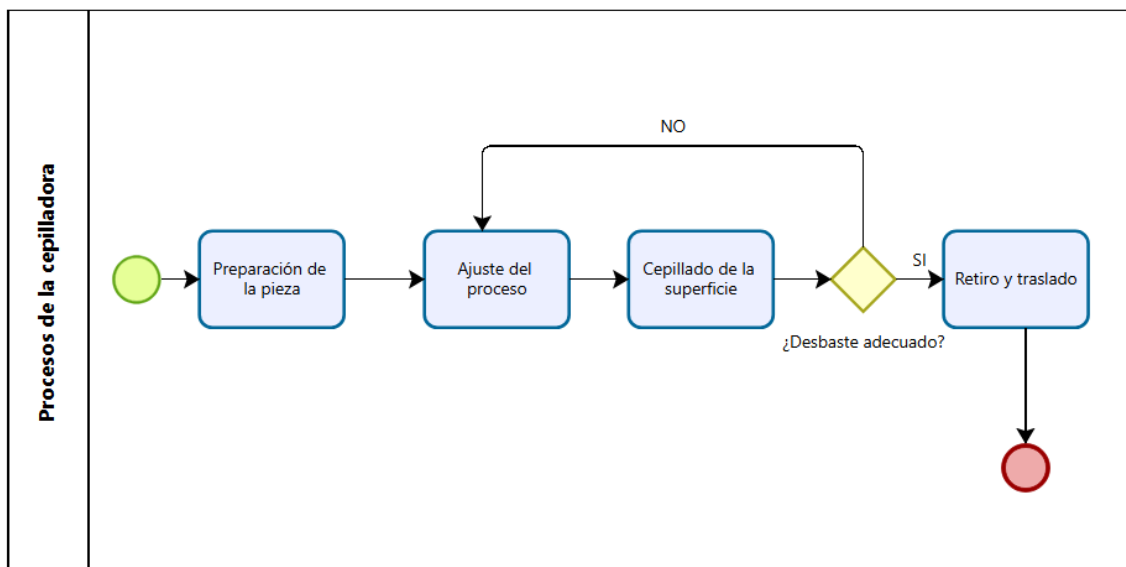 Procesos de la cepilladora
NO
Preparación de
la pieza
Ajuste del
proceso
Cepillado de la
superficie
¿Desbaste adecuado?
SI
Retiro y traslado